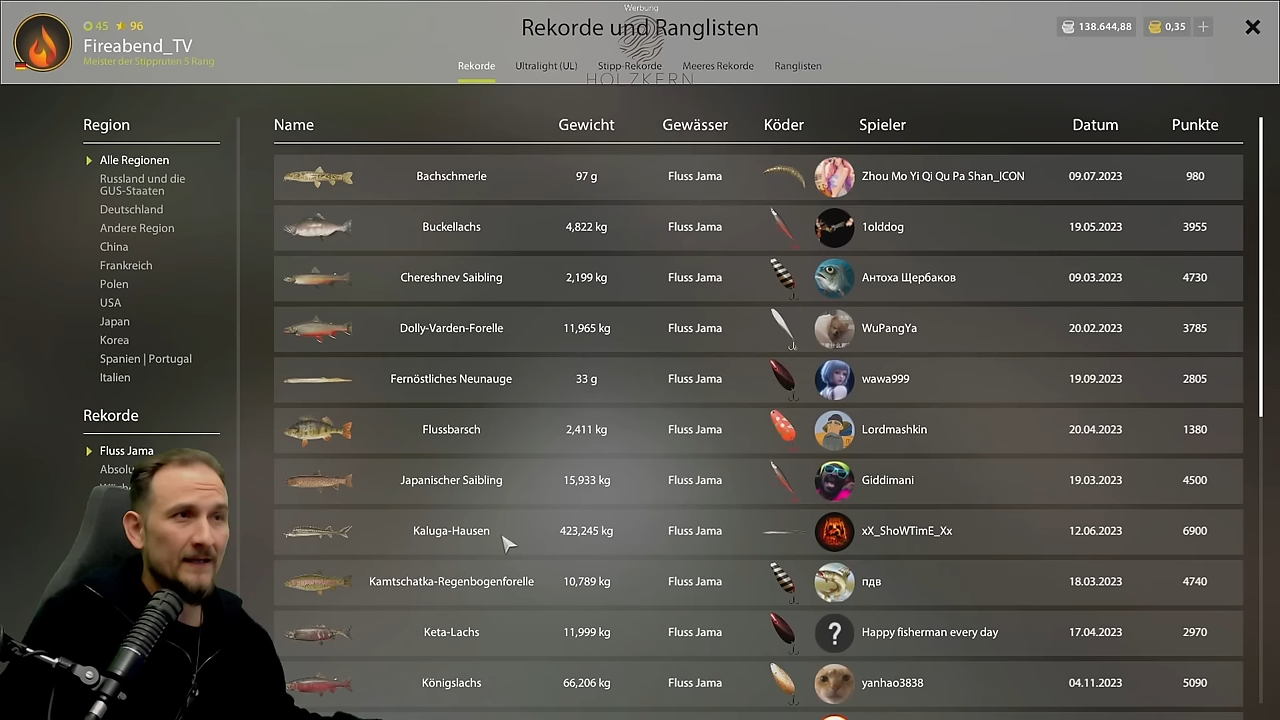 Werbung
45 96
Fireabend_TV
Meister der Stippruten 5 Rang
Rekorde und Ranglisten
HOLZKERN
138.644,88 0,35 +
Rekorde Ultralight (UL) Stipp-Rekorde Meeres Rekorde Ranglisten
Region
Alle Regionen
Russland und die
GUS-Staaten
Deutschland
Andere Region
China
Frankreich
Polen
USA
Japan
Korea
Spanien | Portugal
Italien
Rekorde
Fluss Jama
Name Gewicht Gewässer Köder Spieler Datum Punkte
Bachschmerle 97 g Fluss Jama Zhou Mo Yi Qi Qu Pa Shan_ICON 09.07.2023 980
Buckellachs 4,822 kg Fluss Jama 1olddog 19.05.2023 3955
Chereshnev Saibling 2,199 kg Fluss Jama Антоха Щербаков 09.03.2023 4730
Dolly-Varden-Forelle 11,965 kg Fluss Jama WuPangYa 20.02.2023 3785
Fernöstliches Neunauge 33 g Fluss Jama wawa999 19.09.2023 2805
Flussbarsch 2,411 kg Fluss Jama Lordmashkin 20.04.2023 1380
Japanischer Saibling 15,933 kg Fluss Jama Giddimani 19.03.2023 4500
Kaluga-Hausen 423,245 kg Fluss Jama xX_ShoWTimE_Xx 12.06.2023 6900
Kamtschatka-Regenbogenforelle 10,789 kg Fluss Jama пдв 18.03.2023 4740
Keta-Lachs 11,999 kg Fluss Jama ? Happy fisherman every day 17.04.2023 2970
Königslachs 66,206 kg Fluss Jama yanhao3838 04.11.2023 5090